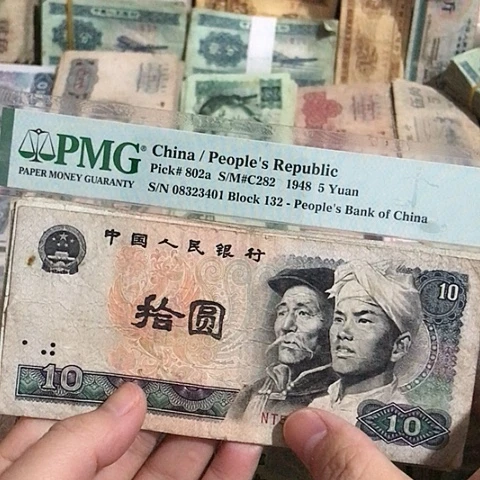 PMG®
PAPER MONEY GUARANTY
China / People's Republic
Pick# 802a S/M#C282 1948 5 Yuan
S/N 08323401 Block 132 - People's Bank of China
中国人民银行
10
拾圆
10
10